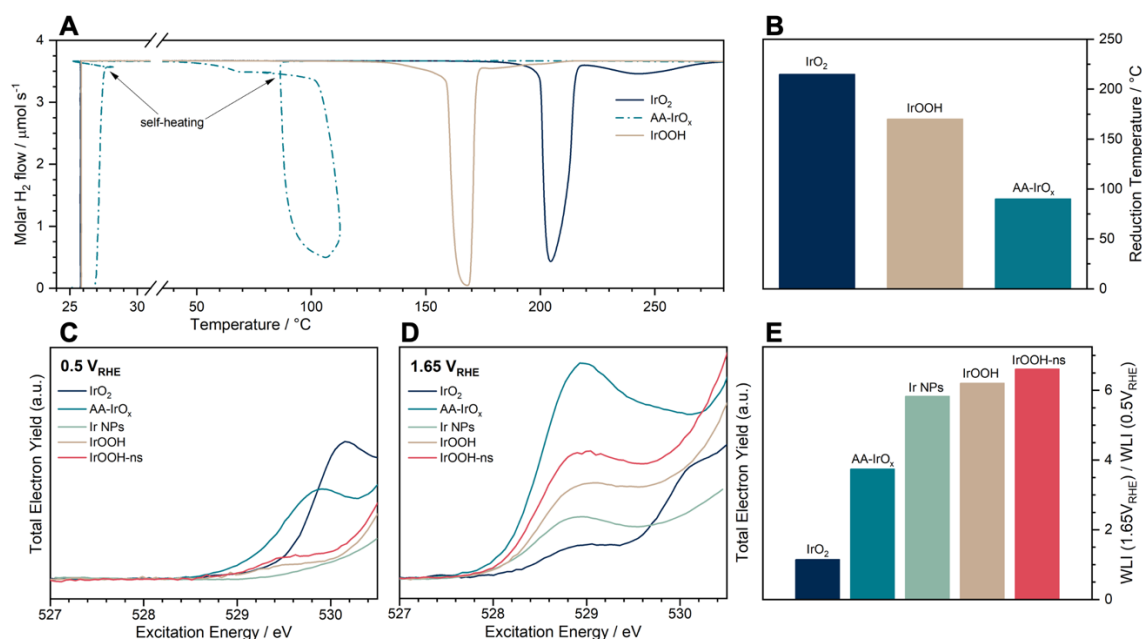 A
Molar H₂ flow / μmol s⁻¹
4
3
2
1
0
self-heating
IrO₂
AA-IrOₓ
IrOOH
25 30 50 100 150 200 250
Temperature / °C
B
IrO₂
IrOOH
AA-IrOₓ
250
200
150
100
50
0
Reduction Temperature / °C
C
0.5 V_RHE
IrO₂
AA-IrOₓ
Ir NPs
IrOOH
IrOOH-ns
Total Electron Yield (a.u.)
527 528 529 530
Excitation Energy / eV
D
1.65 V_RHE
IrO₂
AA-IrOₓ
Ir NPs
IrOOH
IrOOH-ns
527 528 529 530
Excitation Energy / eV
Total Electron Yield (a.u.)
E
IrO₂
AA-IrOₓ
Ir NPs
IrOOH
IrOOH-ns
6
4
2
0
WLI (1.65V_RHE) / WLI (0.5V_RHE)